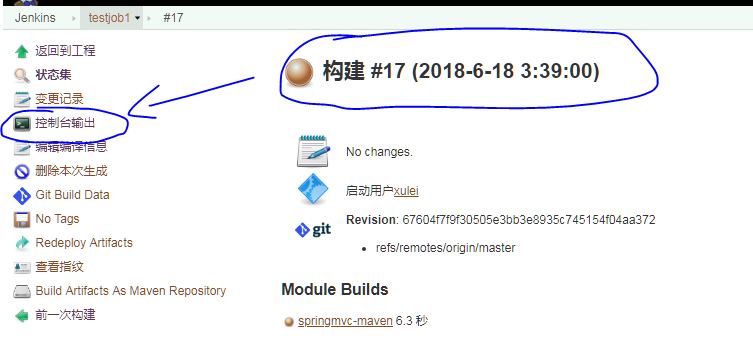 Jenkins testjob1 #17
返回到工程
状态集
变更记录
控制台输出
编辑编译信息
删除本次生成
Git Build Data
No Tags
Redeploy Artifacts
查看指纹
Build Artifacts As Maven Repository
前一次构建
构建 #17 (2018-6-18 3:39:00)
No changes.
启动用户xulei
git
Revision: 67604f7f9f30505e3bb3e8935c745154f04aa372
refs/remotes/origin/master
Module Builds
springmvc-maven 6.3 秒